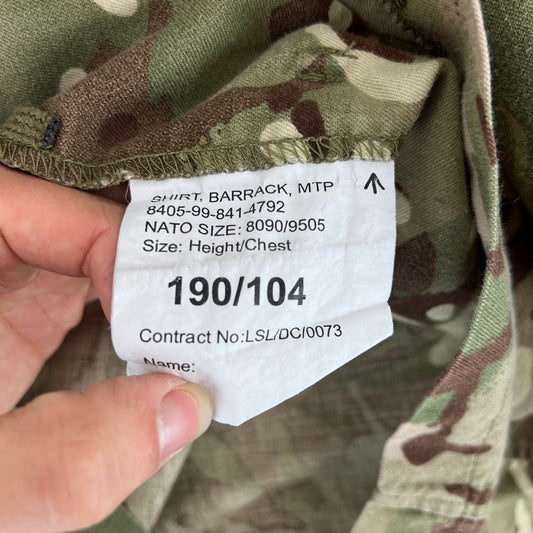 SHIRT, BARRACK, MTP
8405-99-841-4792
NATO SIZE: 8090/9505
Size: Height/Chest
190/104
Contract No:LSL/DC/0073
Name: